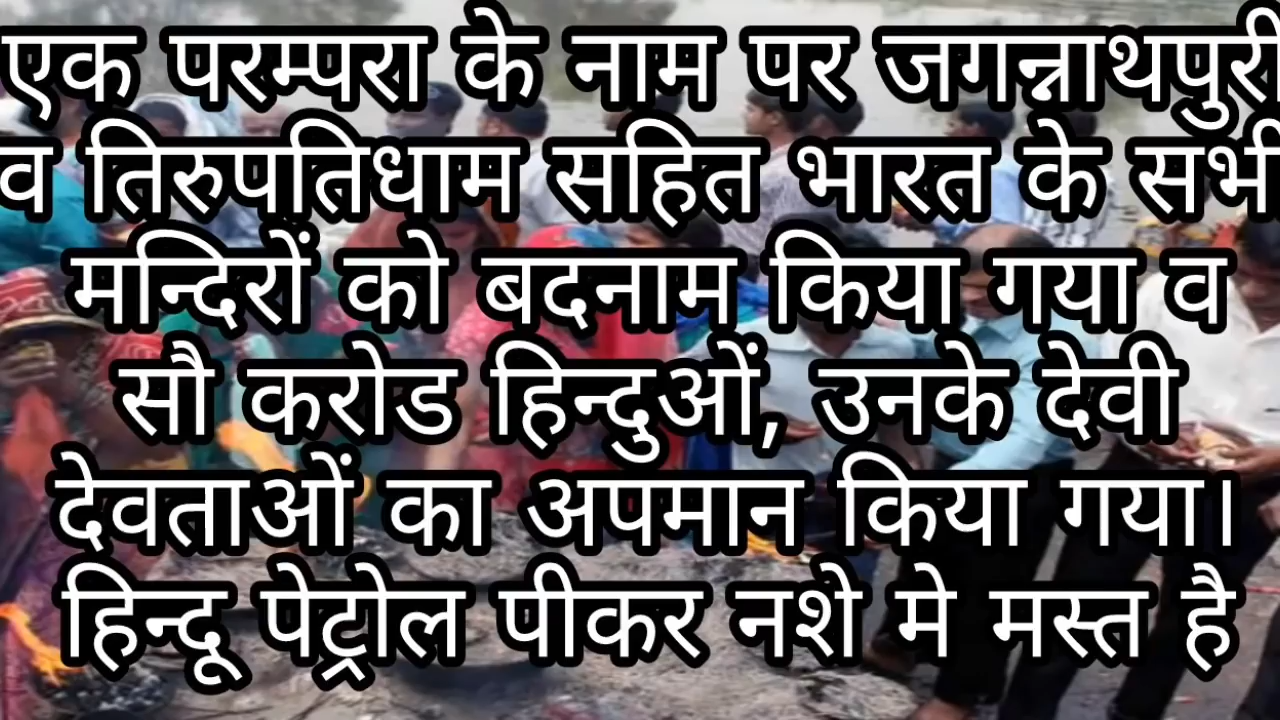 एक परम्परा के नाम पर जगन्नाथपुरी
व तिरुपतिधाम सहित भारत के सभी
मन्दिरों को बदनाम किया गया व
सौ करोड हिन्दुओं, उनके देवी
देवताओं का अपमान किया गया।
हिन्दू पेट्रोल पीकर नशे मे मस्त है